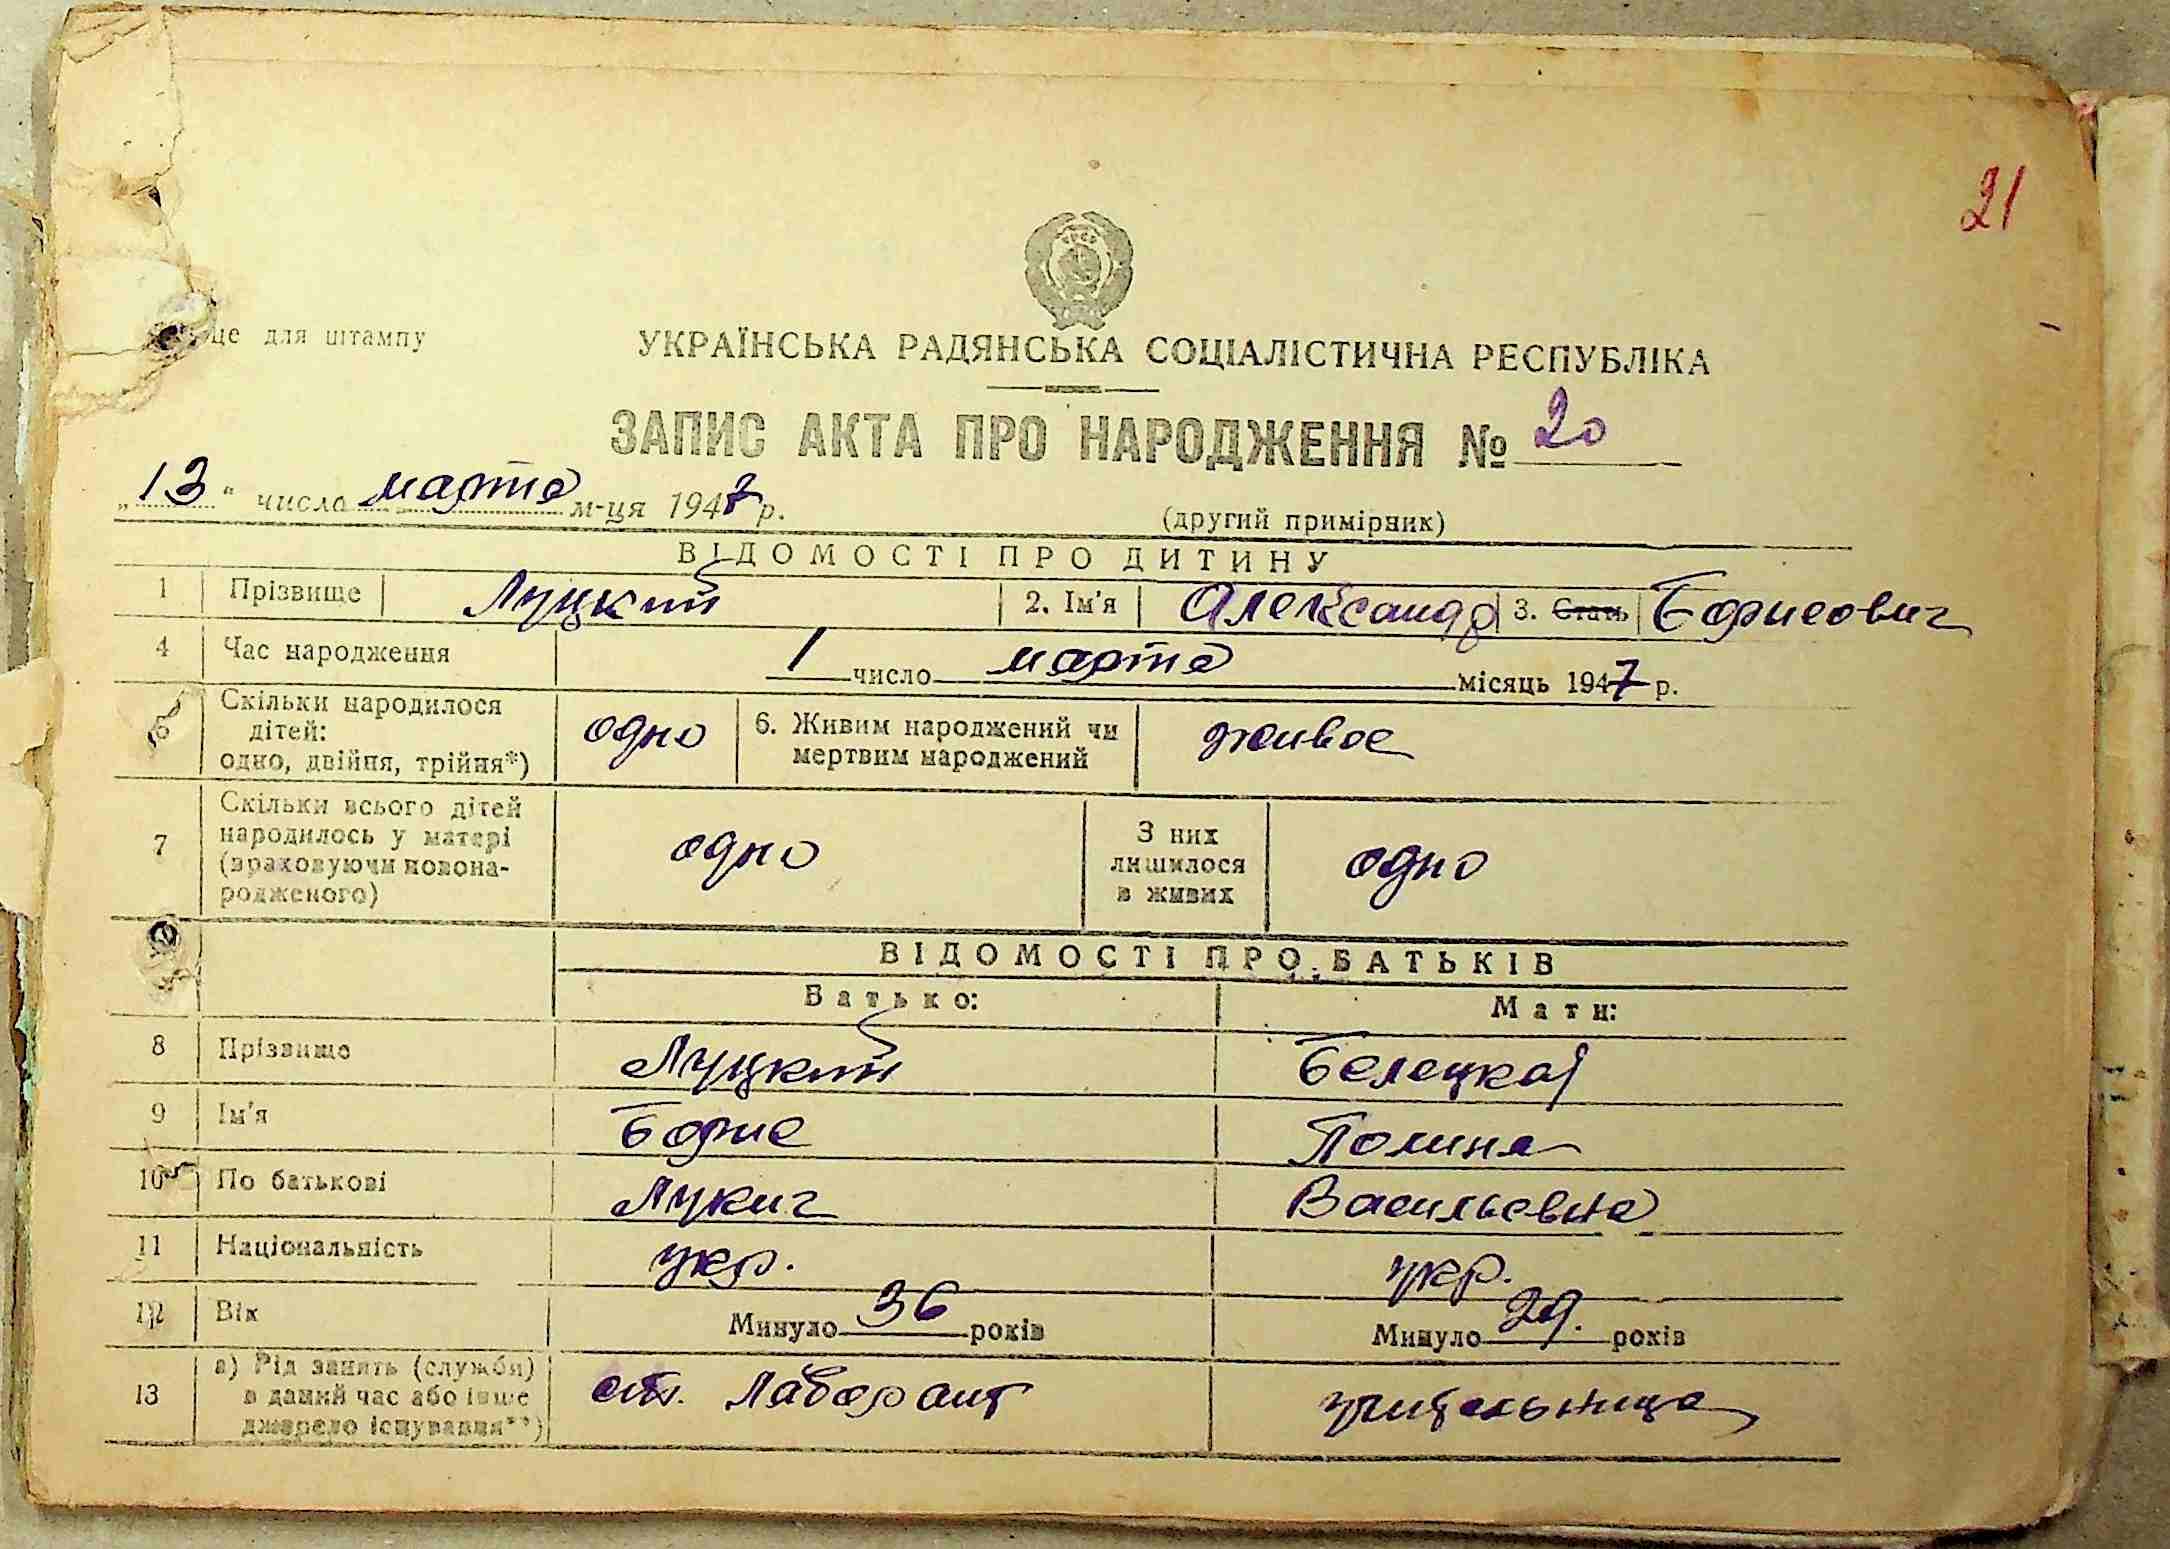 21
це для штампу
УКРАЇНСЬКА РАДЯНСЬКА СОЦІАЛІСТИЧНА РЕСПУБЛІКА
ЗАПИС АКТА ПРО НАРОДЖЕННЯ № 20
„13“ число марта м-ця 1947 р.
(другий примірник)
ВІДОМОСТІ ПРО ДИТИНУ
1 Прізвище Луцкий 2. Ім'я Александр 3. Стать Борисович
4 Час народження 1 число марта місяць 1947 р.
5 Скільки народилося дітей: одно, двійня, трійня*) одно 6. Живим народжений чи мертвим народжений живое
7 Скільки всього дітей народилось у матері (враховуючи новонародженого) одно З них лишилося в живих одно
ВІДОМОСТІ ПРО БАТЬКІВ
Батько: Мати:
8 Прізвище Луцкий Белецкая
9 Ім'я Борис Полина
10 По батькові Лукич Васильевна
11 Національність укр. укр.
12 Вік Минуло 36 років Минуло 29. років
13 а) Рід занять (служби) в даний час або інше джерело існування**) ст. лаборант учительница